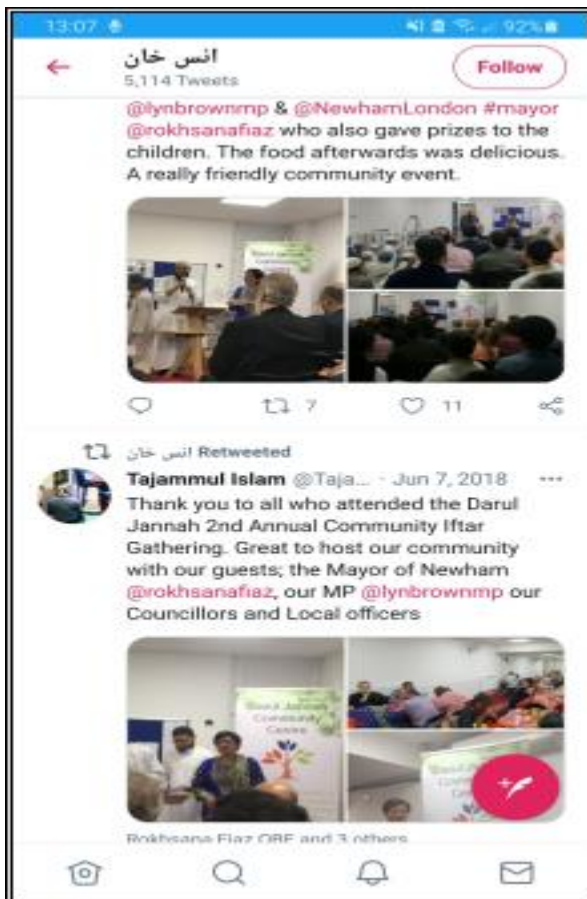 13:07
92%
انس خان
5,114 Tweets
Follow
@lynbrownmp & @NewhamLondon #mayor
@rokhsanafiaz who also gave prizes to the
children. The food afterwards was delicious.
A really friendly community event.
7
11
انس خان Retweeted
Tajammul Islam @Taja... · Jun 7, 2018
Thank you to all who attended the Darul
Jannah 2nd Annual Community Iftar
Gathering. Great to host our community
with our guests; the Mayor of Newham
@rokhsanafiaz, our MP @lynbrownmp our
Councillors and Local officers
Darul Jannah
Community
Centre
Rokhsana Fiaz OBE and 3 others